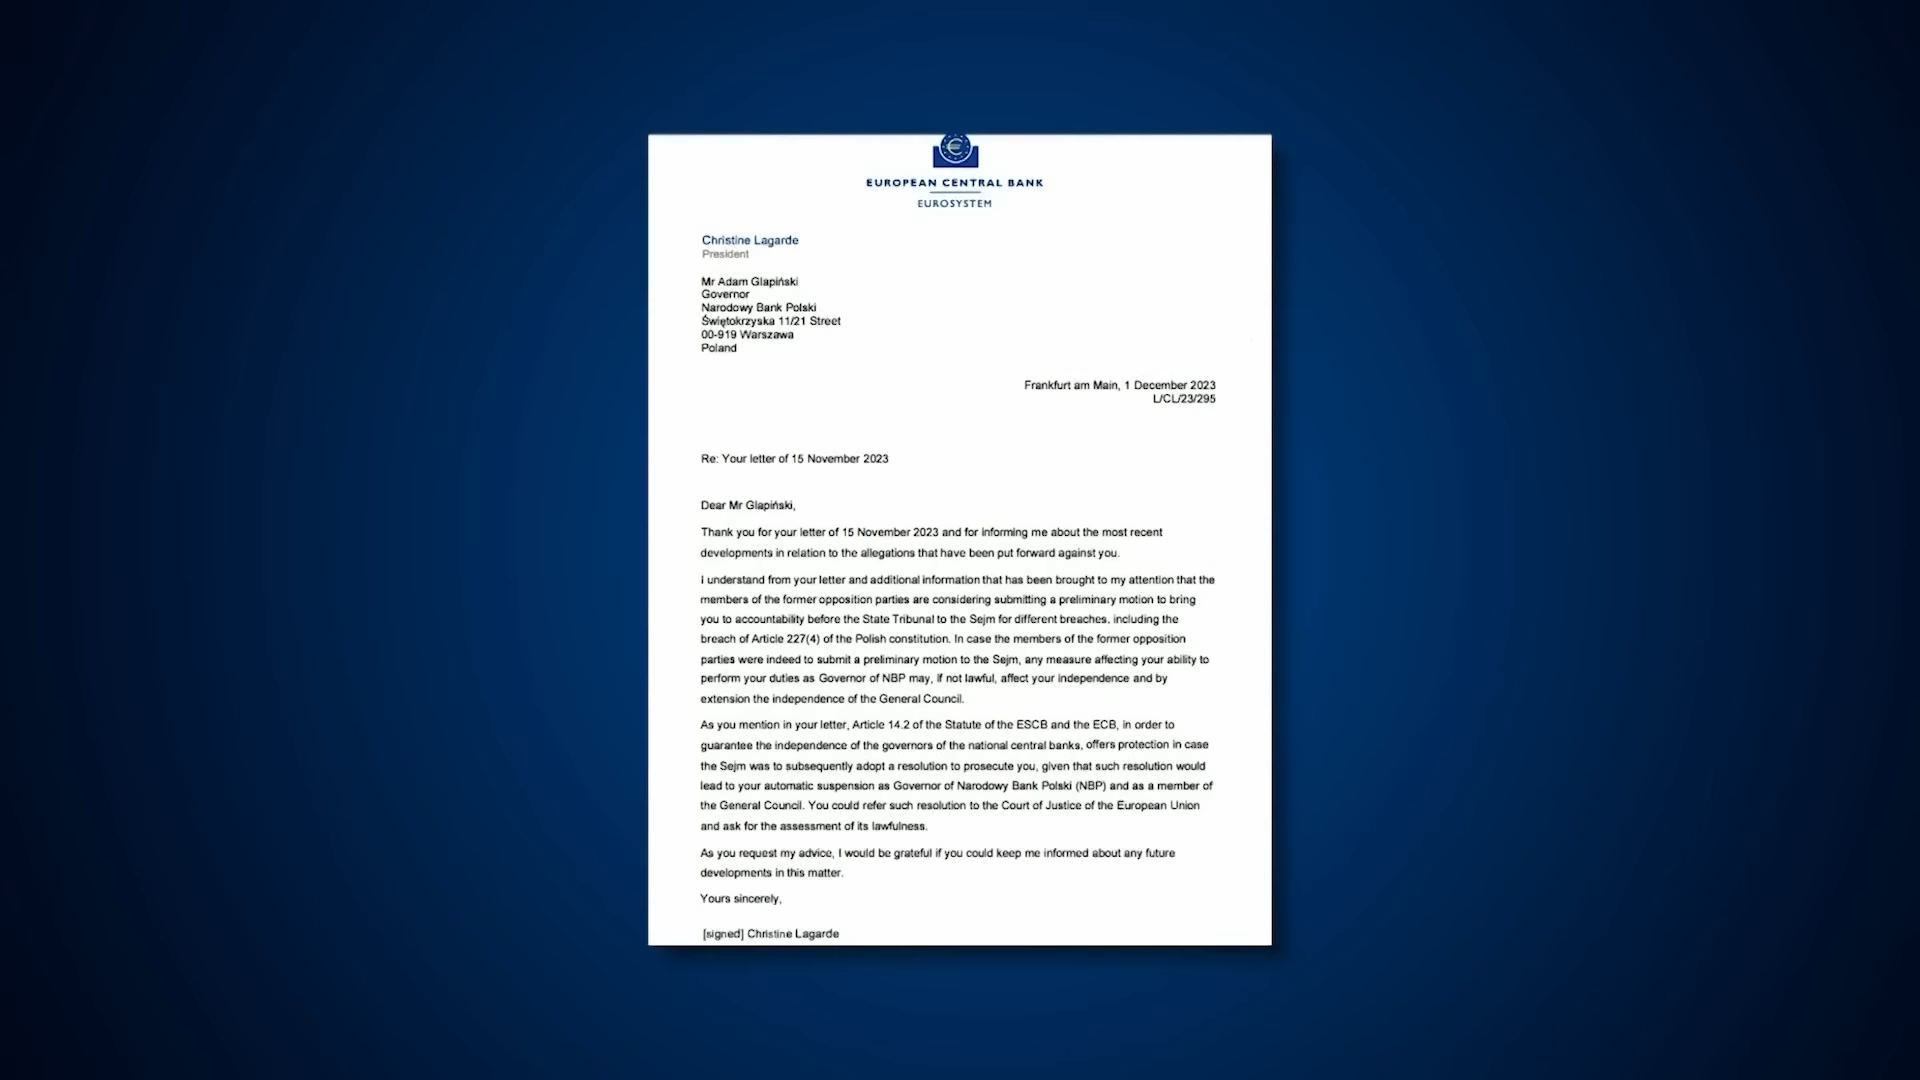 €
EUROPEAN CENTRAL BANK
EUROSYSTEM
Christine Lagarde
President
Mr Adam Glapiński
Governor
Narodowy Bank Polski
Świętokrzyska 11/21 Street
00-919 Warszawa
Poland
Frankfurt am Main, 1 December 2023
L/CL/23/295
Re: Your letter of 15 November 2023
Dear Mr Glapiński,
Thank you for your letter of 15 November 2023 and for informing me about the most recent
developments in relation to the allegations that have been put forward against you.
I understand from your letter and additional information that has been brought to my attention that the
members of the former opposition parties are considering submitting a preliminary motion to bring
you to accountability before the State Tribunal to the Sejm for different breaches, including the
breach of Article 227(4) of the Polish constitution. In case the members of the former opposition
parties were indeed to submit a preliminary motion to the Sejm, any measure affecting your ability to
perform your duties as Governor of NBP may, if not lawful, affect your independence and by
extension the independence of the General Council.
As you mention in your letter, Article 14.2 of the Statute of the ESCB and the ECB, in order to
guarantee the independence of the governors of the national central banks, offers protection in case
the Sejm was to subsequently adopt a resolution to prosecute you, given that such resolution would
lead to your automatic suspension as Governor of Narodowy Bank Polski (NBP) and as a member of
the General Council. You could refer such resolution to the Court of Justice of the European Union
and ask for the assessment of its lawfulness.
As you request my advice, I would be grateful if you could keep me informed about any future
developments in this matter.
Yours sincerely,
[signed] Christine Lagarde